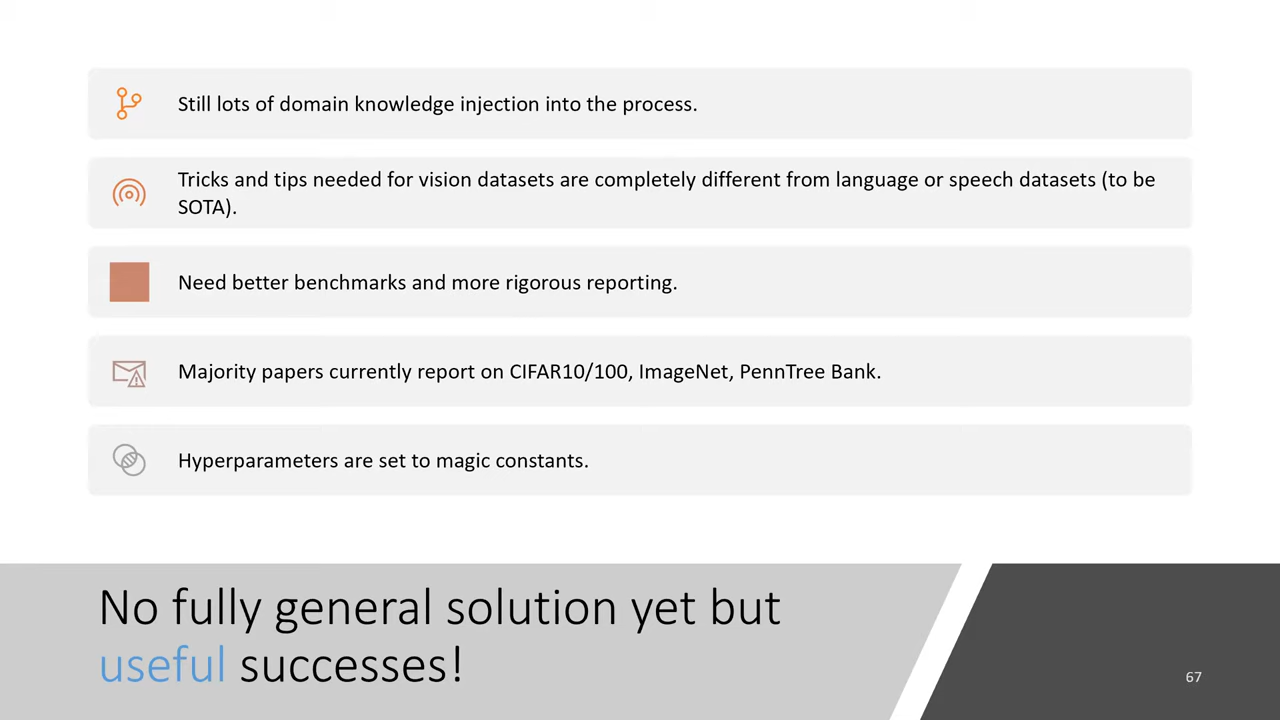 Still lots of domain knowledge injection into the process.
Tricks and tips needed for vision datasets are completely different from language or speech datasets (to be
SOTA).
Need better benchmarks and more rigorous reporting.
Majority papers currently report on CIFAR10/100, ImageNet, PennTree Bank.
Hyperparameters are set to magic constants.
No fully general solution yet but
useful successes!
67